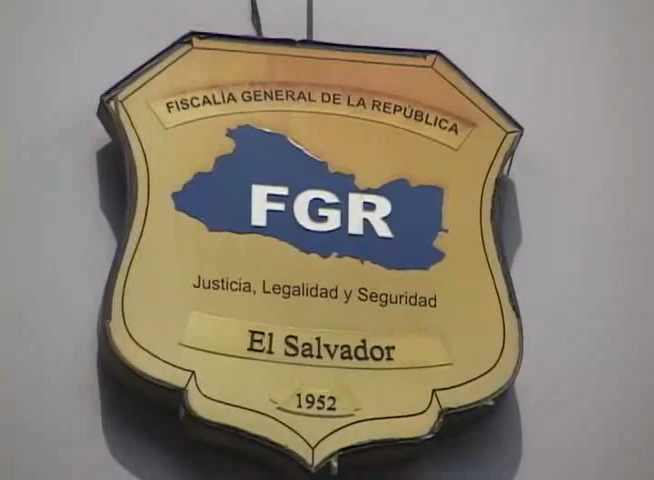 FISCALÍA GENERAL DE LA REPÚBLICA
FGR
Justicia, Legalidad y Seguridad
El Salvador
1952